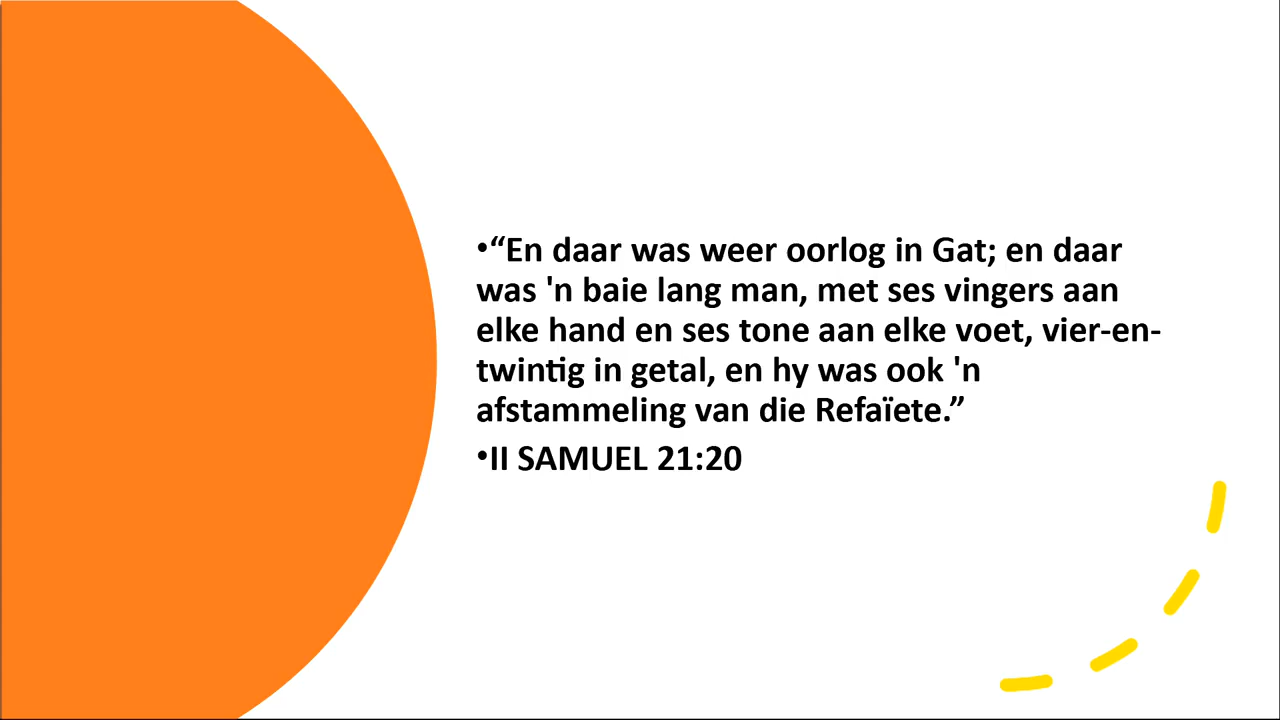 •“En daar was weer oorlog in Gat; en daar
was 'n baie lang man, met ses vingers aan
elke hand en ses tone aan elke voet, vier-en-
twintig in getal, en hy was ook 'n
afstammeling van die Refaïete.”
•II SAMUEL 21:20